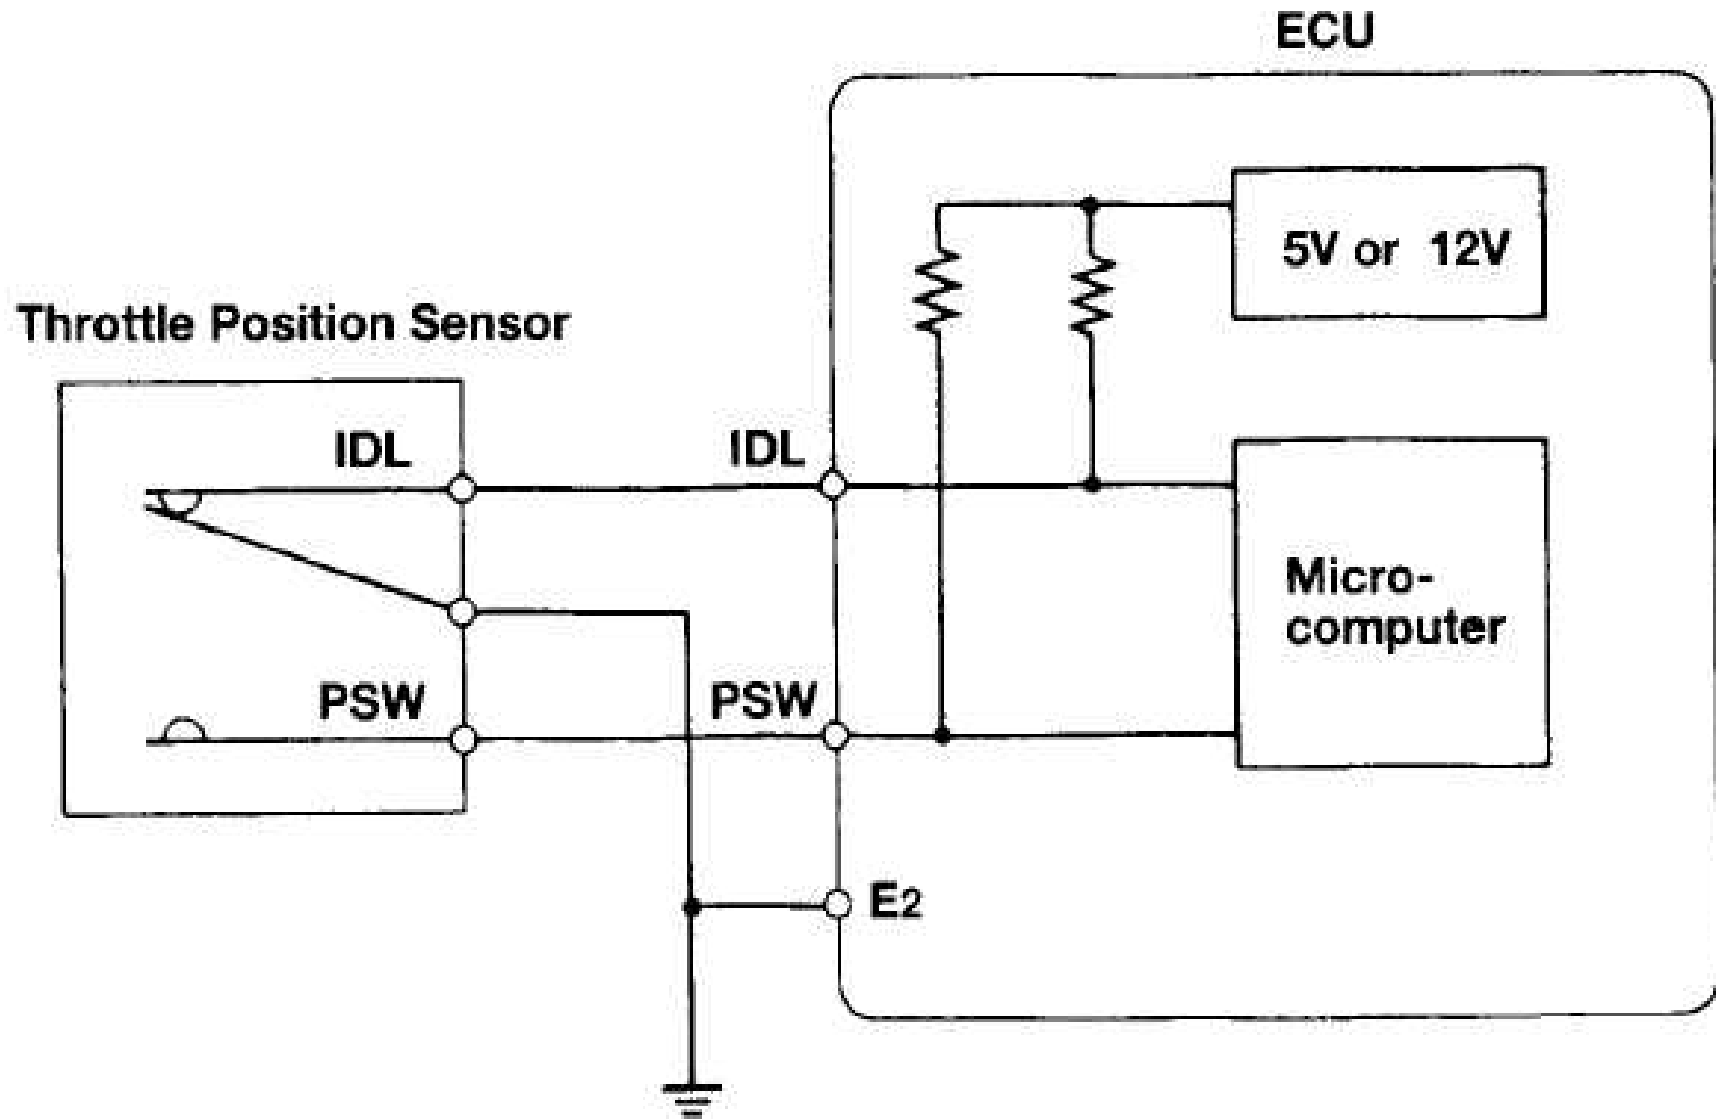 ECU
5V or 12V
Throttle Position Sensor
IDL
IDL
Micro-
computer
PSW
PSW
E2